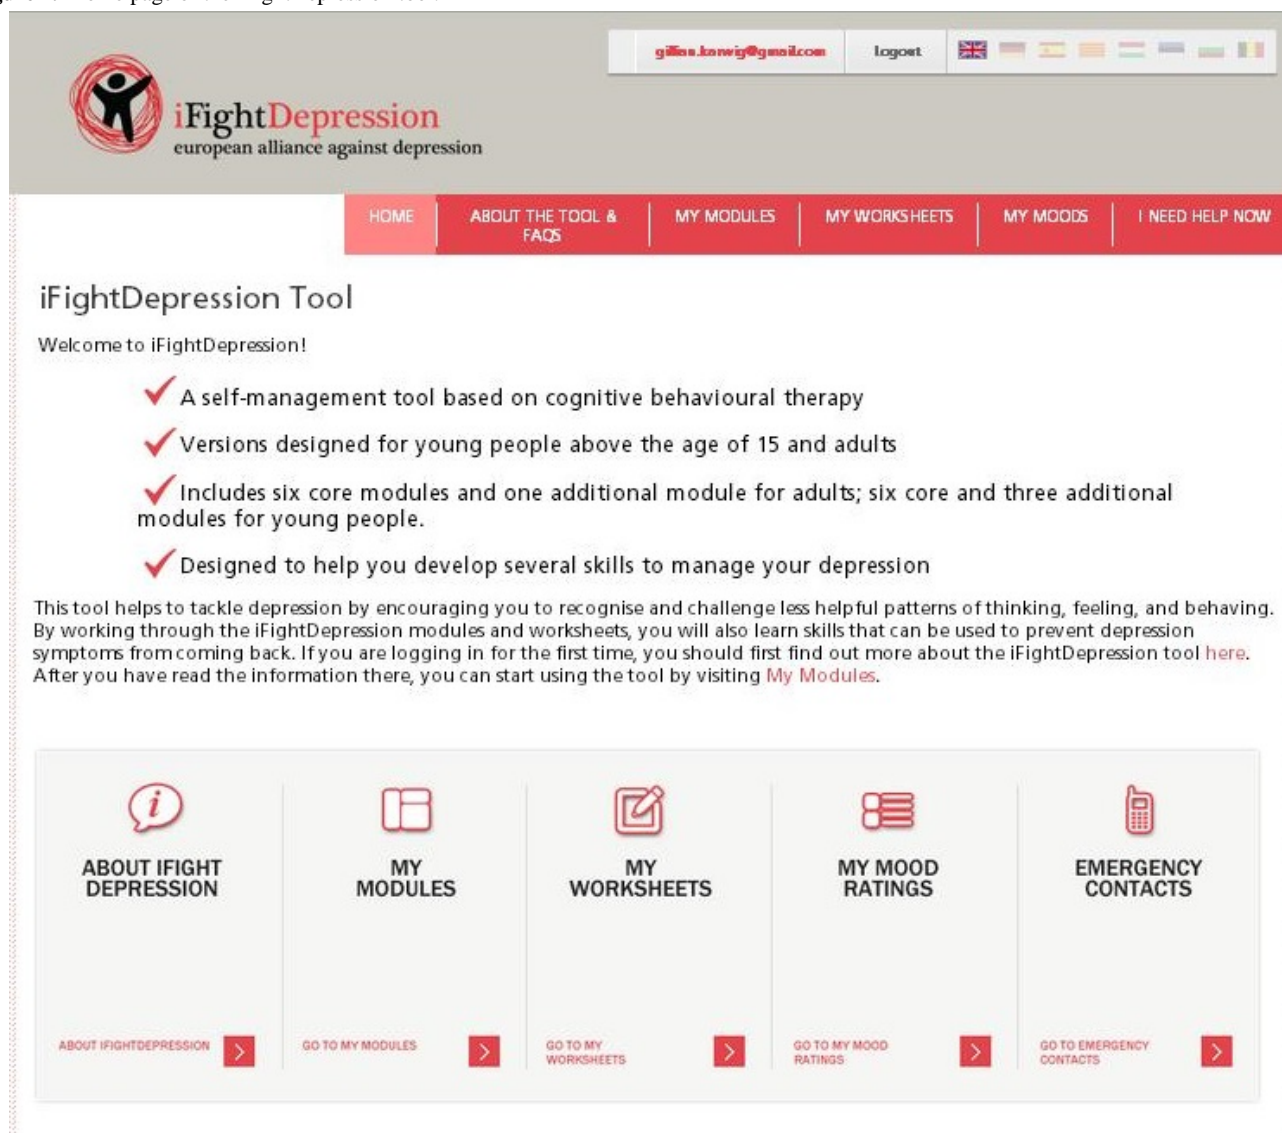 Logout
iFightDepression
european alliance against depression
HOME
ABOUT THE TOOL &
FAQS
MY MODULES
MY WORKSHEETS
MY MOODS
I NEED HELP NOW
iFightDepression Tool
Welcome to iFightDepression!
A self-management tool based on cognitive behavioural therapy
Versions designed for young people above the age of 15 and adults
Includes six core modules and one additional module for adults; six core and three additional
modules for young people.
Designed to help you develop several skills to manage your depression
This tool helps to tackle depression by encouraging you to recognise and challenge less helpful patterns of thinking, feeling, and behaving.
By working through the iFightDepression modules and worksheets, you will also learn skills that can be used to prevent depression
symptoms from coming back. If you are logging in for the first time, you should first find out more about the iFightDepression tool here.
After you have read the information there, you can start using the tool by visiting My Modules.
ABOUT IFIGHT
DEPRESSION
MY
MODULES
MY
WORKSHEETS
MY MOOD
RATINGS
EMERGENCY
CONTACTS
ABOUT IFIGHTDEPRESSION
GO TO MY MODULES
GO TO MY
WORKSHEETS
GO TO MY MOOD
RATINGS
GO TO EMERGENCY
CONTACTS